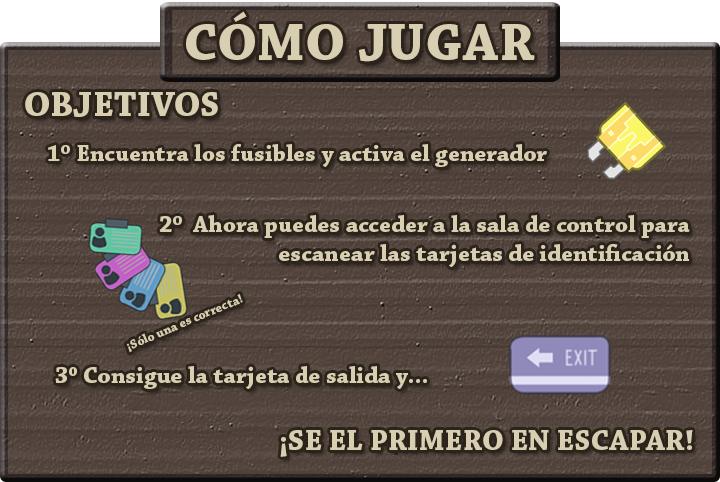 CÓMO JUGAR
OBJETIVOS
1º Encuentra los fusibles y activa el generador
2º Ahora puedes acceder a la sala de control para
escanear las tarjetas de identificación
¡Sólo una es correcta!
3º Consigue la tarjeta de salida y...
EXIT
¡SE EL PRIMERO EN ESCAPAR!